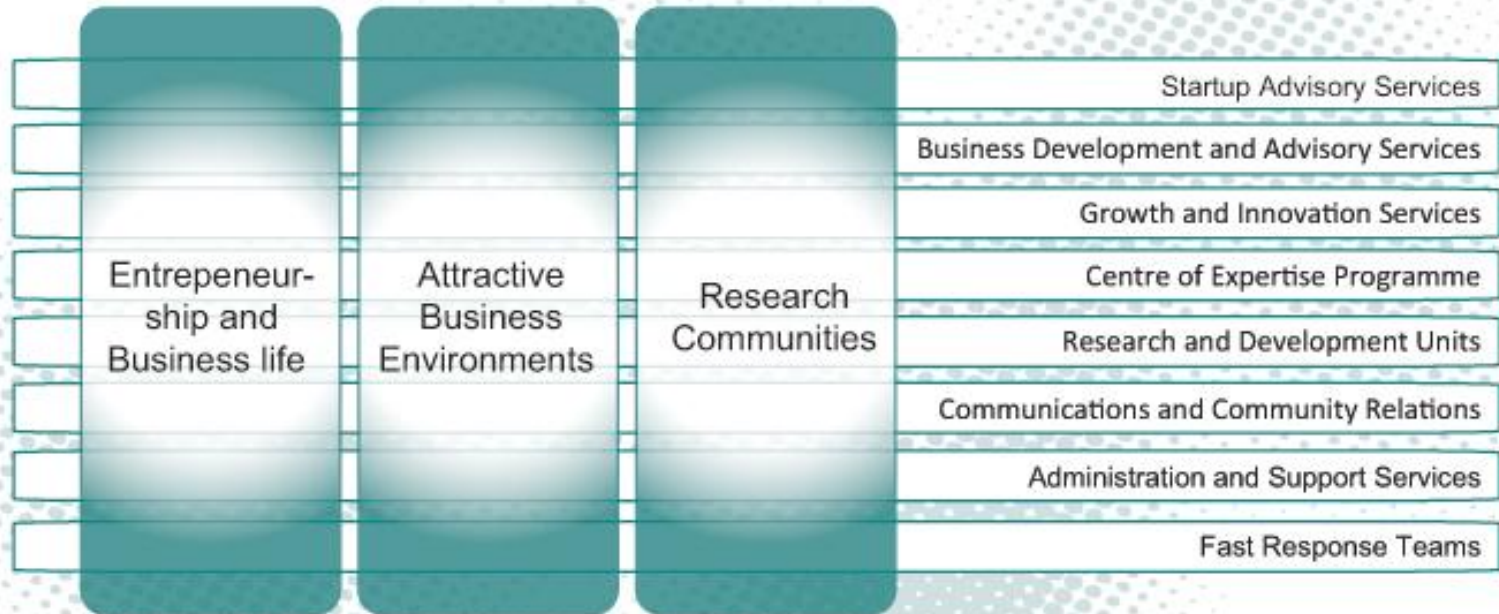 Entrepeneur-
ship and
Business life
Attractive
Business
Environments
Research
Communities
Startup Advisory Services
Business Development and Advisory Services
Growth and Innovation Services
Centre of Expertise Programme
Research and Development Units
Communications and Community Relations
Administration and Support Services
Fast Response Teams